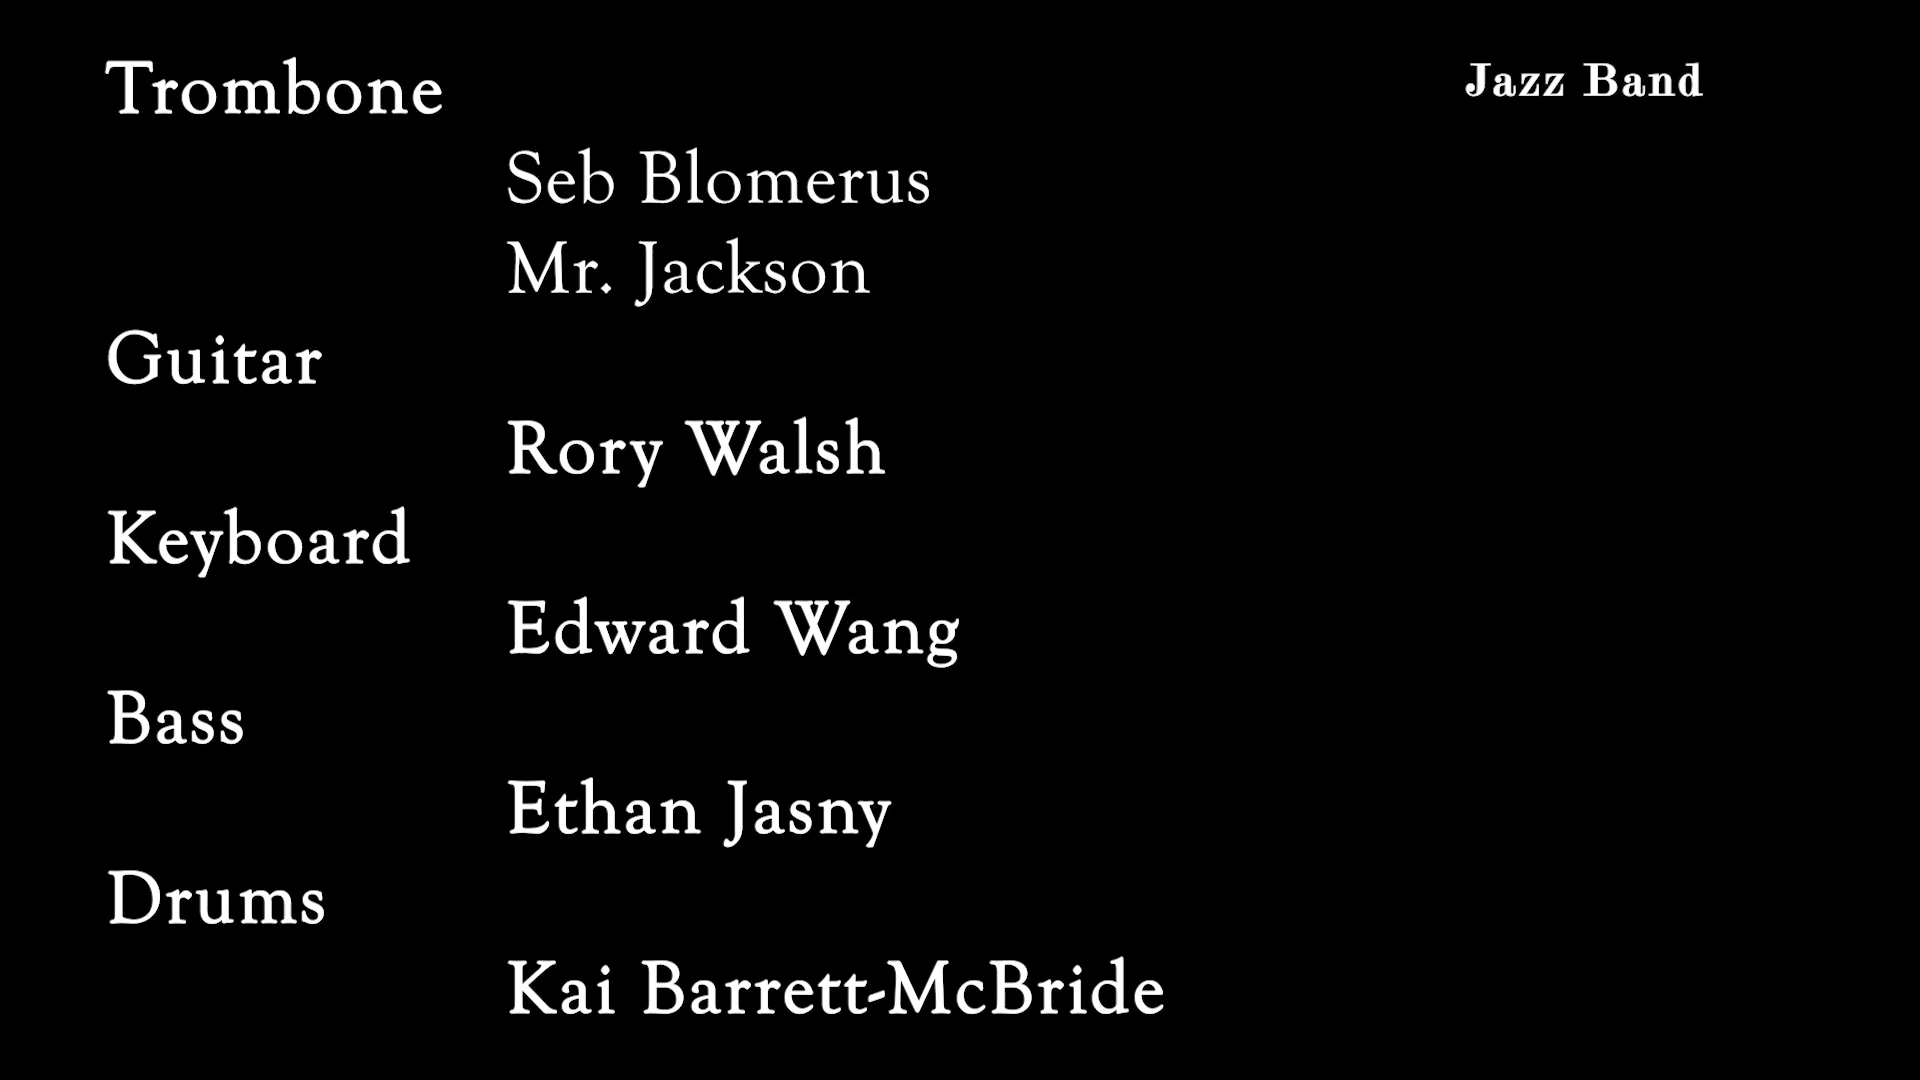 Trombone
Jazz Band
Seb Blomerus
Mr. Jackson
Guitar
Rory Walsh
Keyboard
Edward Wang
Bass
Ethan Jasny
Drums
Kai Barrett-McBride